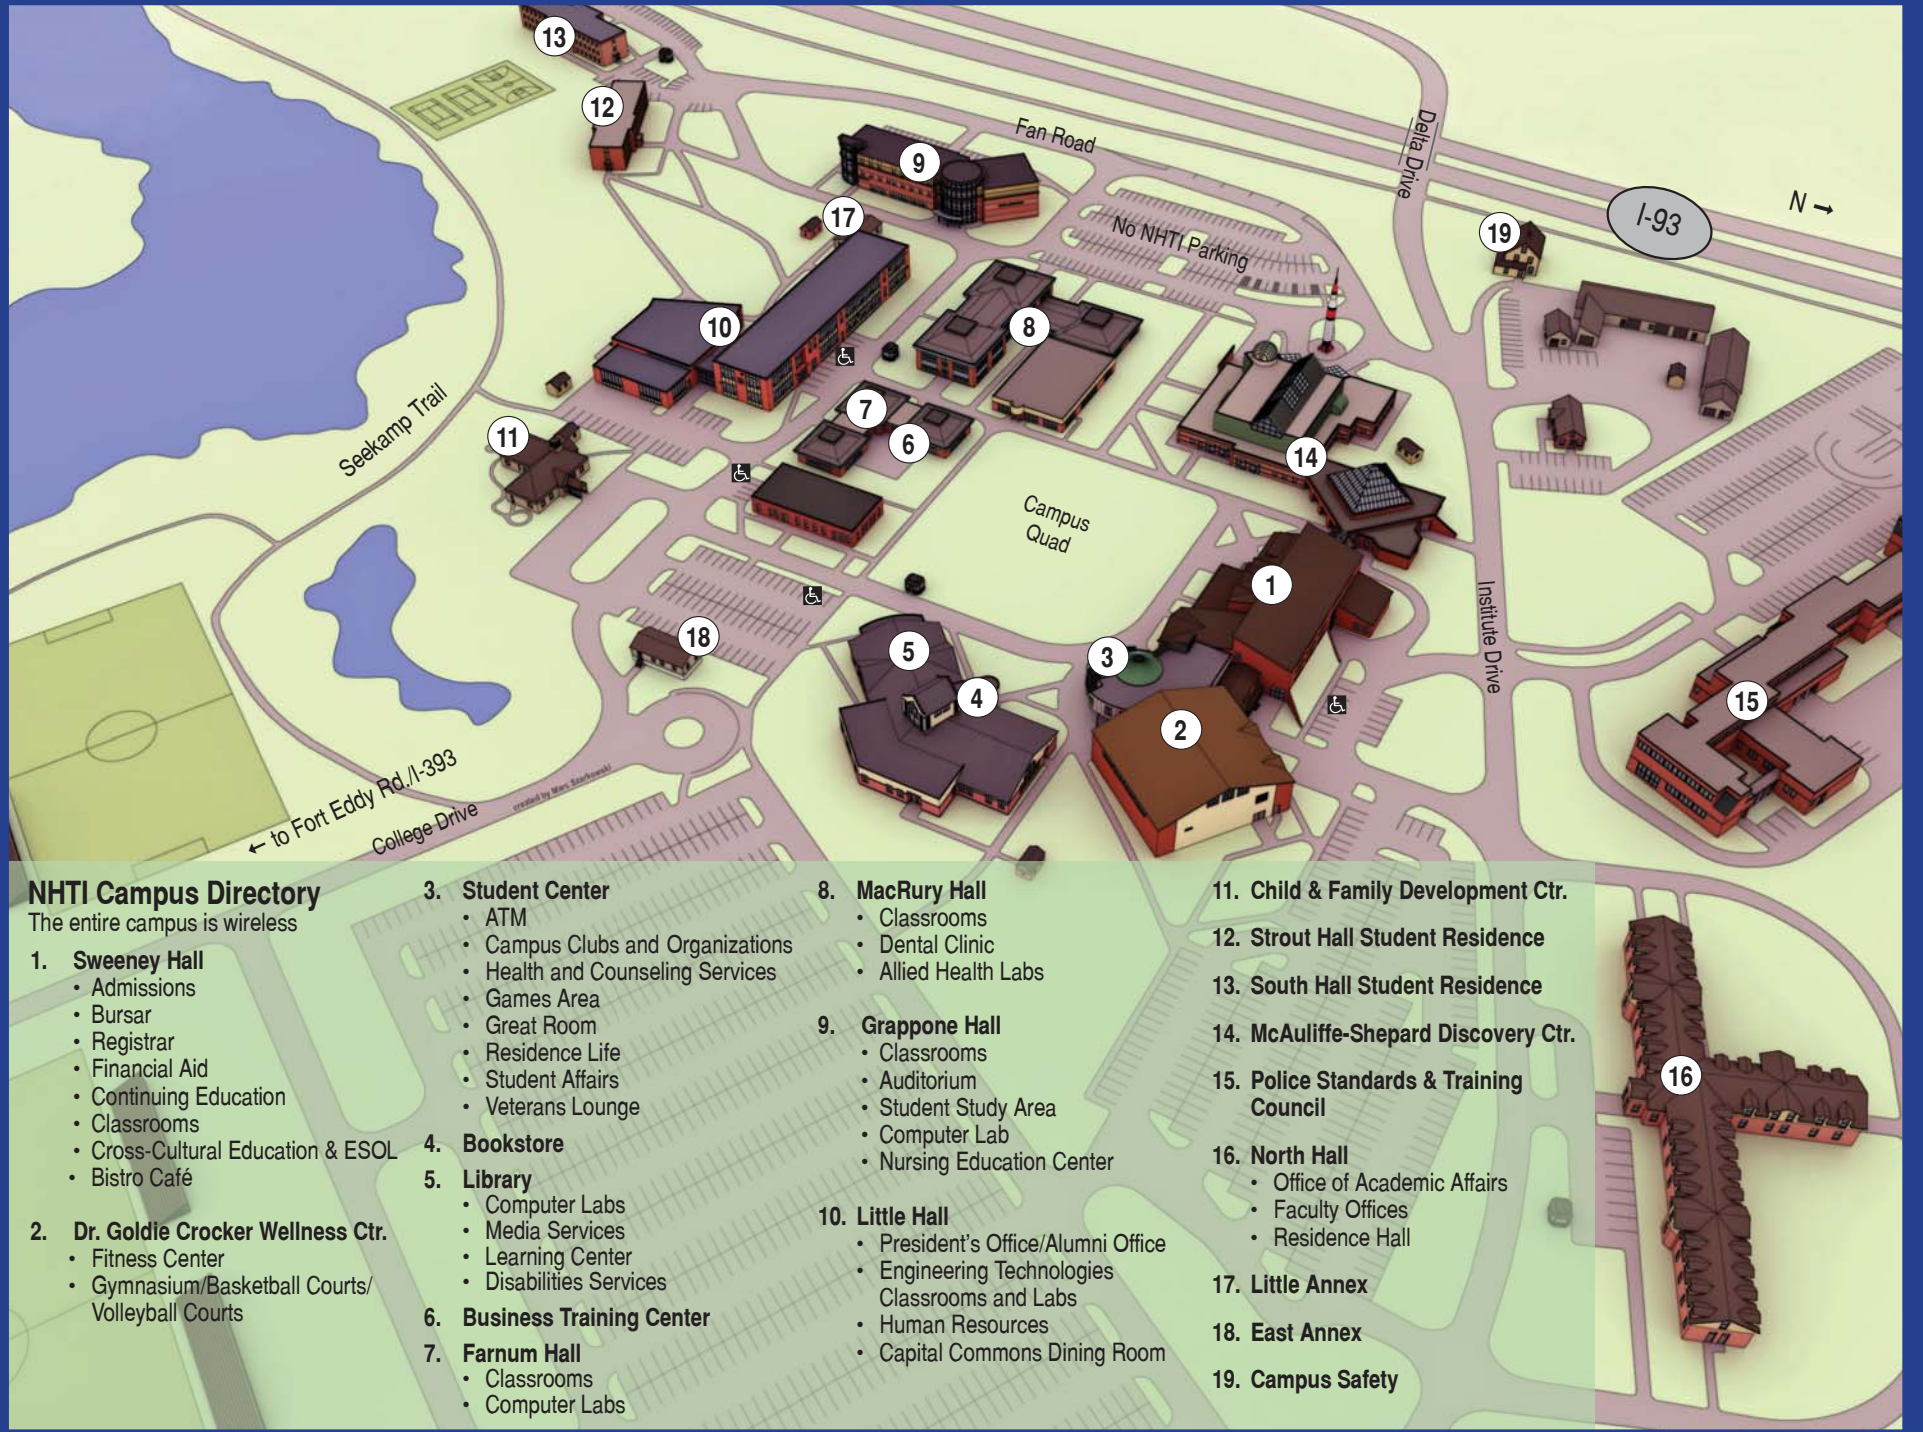 13
12
Fan Road
Delta Drive
9
N →
I-93
17
19
No NHTI Parking
10
8
7
6
11
Seekamp Trail
14
Campus
Quad
1
Institute Drive
18
5
3
4
2
15
← to Fort Eddy Rd./I-393
College Drive
created by Marc Szarkowski
16
NHTI Campus Directory
The entire campus is wireless
1. Sweeney Hall
• Admissions
• Bursar
• Registrar
• Financial Aid
• Continuing Education
• Classrooms
• Cross-Cultural Education & ESOL
• Bistro Café
2. Dr. Goldie Crocker Wellness Ctr.
• Fitness Center
• Gymnasium/Basketball Courts/
Volleyball Courts
3. Student Center
• ATM
• Campus Clubs and Organizations
• Health and Counseling Services
• Games Area
• Great Room
• Residence Life
• Student Affairs
• Veterans Lounge
4. Bookstore
5. Library
• Computer Labs
• Media Services
• Learning Center
• Disabilities Services
6. Business Training Center
7. Farnum Hall
• Classrooms
• Computer Labs
8. MacRury Hall
• Classrooms
• Dental Clinic
• Allied Health Labs
9. Grappone Hall
• Classrooms
• Auditorium
• Student Study Area
• Computer Lab
• Nursing Education Center
10. Little Hall
• President's Office/Alumni Office
• Engineering Technologies
Classrooms and Labs
• Human Resources
• Capital Commons Dining Room
11. Child & Family Development Ctr.
12. Strout Hall Student Residence
13. South Hall Student Residence
14. McAuliffe-Shepard Discovery Ctr.
15. Police Standards & Training
Council
16. North Hall
• Office of Academic Affairs
• Faculty Offices
• Residence Hall
17. Little Annex
18. East Annex
19. Campus Safety